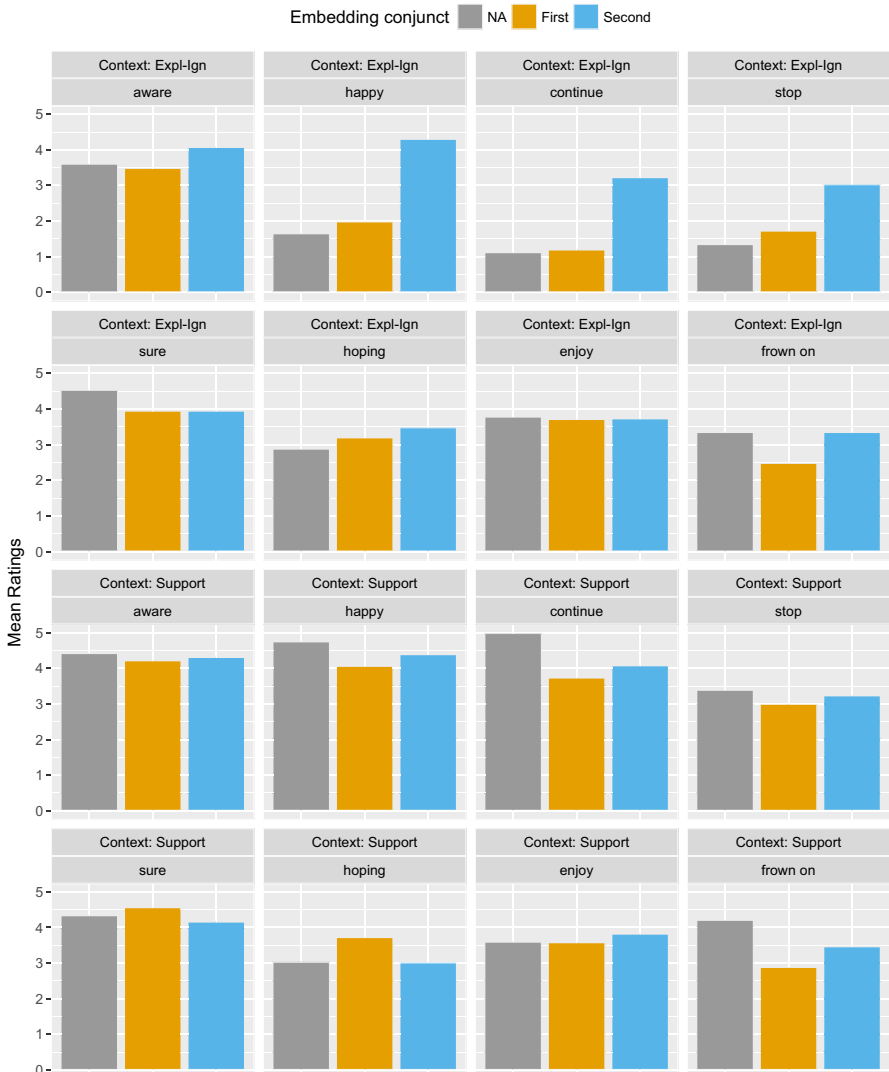 Embedding conjunct NA First Second
Context: Expl-Ign Context: Expl-Ign Context: Expl-Ign Context: Expl-Ign
aware happy continue stop
5
4
3
2
1
0
Context: Expl-Ign Context: Expl-Ign Context: Expl-Ign Context: Expl-Ign
sure hoping enjoy frown on
5
4
3
2
1
0
Mean Ratings
Context: Support Context: Support Context: Support Context: Support
aware happy continue stop
5
4
3
2
1
0
Context: Support Context: Support Context: Support Context: Support
sure hoping enjoy frown on
5
4
3
2
1
0